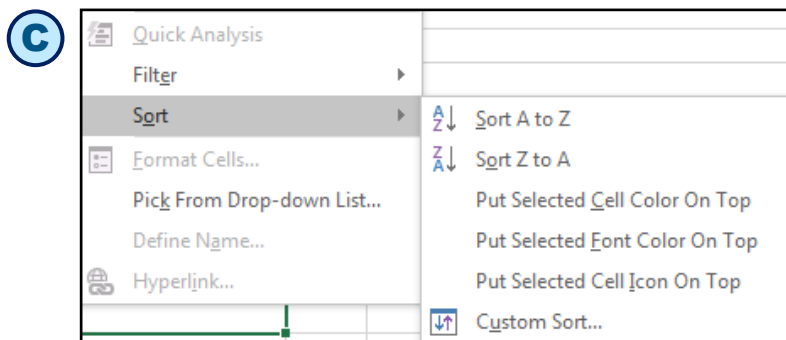 C
Quick Analysis
Filter
Sort
Format Cells...
Pick From Drop-down List...
Define Name...
Hyperlink...
Sort A to Z
Sort Z to A
Put Selected Cell Color On Top
Put Selected Font Color On Top
Put Selected Cell Icon On Top
Custom Sort...